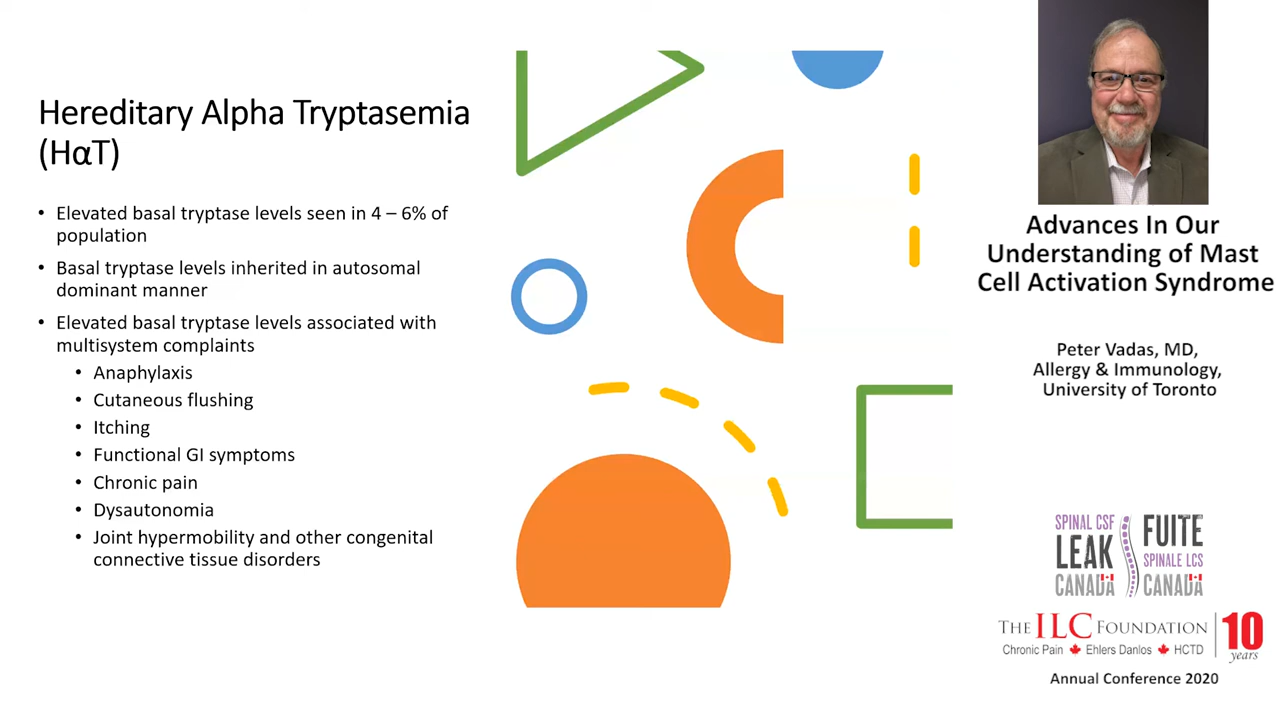 Hereditary Alpha Tryptasemia
(HαT)
• Elevated basal tryptase levels seen in 4 – 6% of
population
• Basal tryptase levels inherited in autosomal
dominant manner
• Elevated basal tryptase levels associated with
multisystem complaints
• Anaphylaxis
• Cutaneous flushing
• Itching
• Functional GI symptoms
• Chronic pain
• Dysautonomia
• Joint hypermobility and other congenital
connective tissue disorders
Advances In Our
Understanding of Mast
Cell Activation Syndrome
Peter Vadas, MD,
Allergy & Immunology,
University of Toronto
SPINAL CSF
LEAK
CANADA
FUITE
SPINALE LCS
CANADA
THE ILC FOUNDATION
Chronic Pain Ehlers Danlos HCTD
10
years
Annual Conference 2020